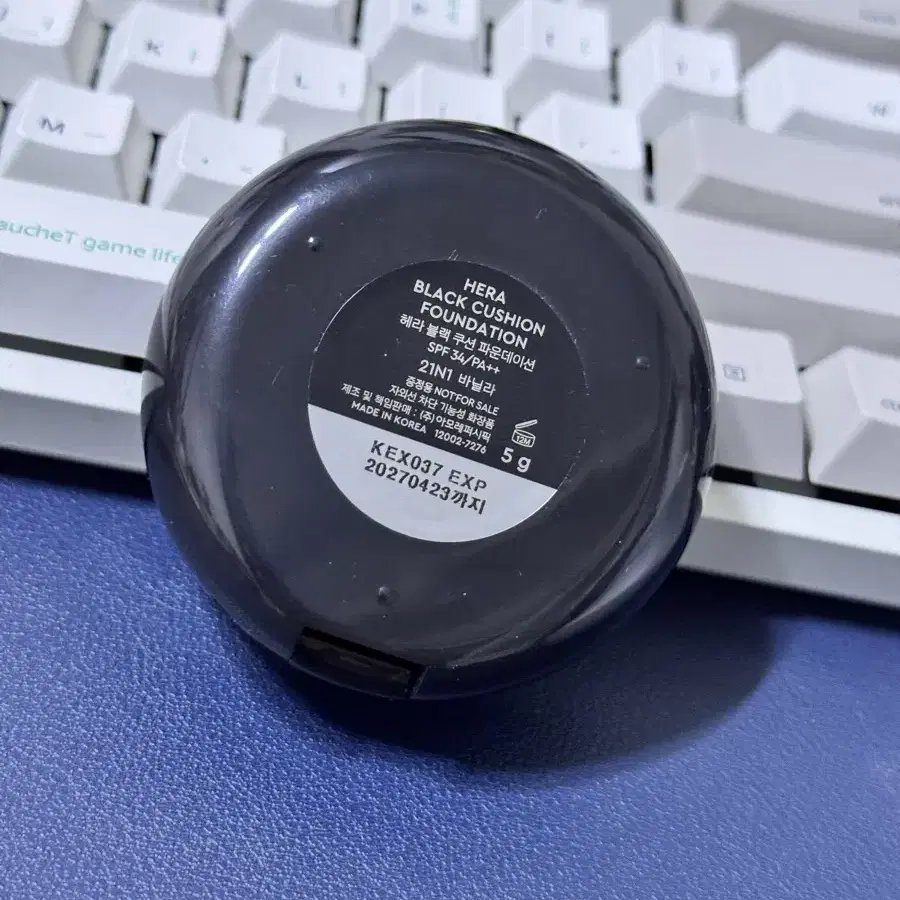 K
L
M
aucheT game life
HERA
BLACK CUSHION
FOUNDATION
헤라 블랙 쿠션 파운데이션
SPF 34/PA++
21N1 바닐라
증정용 NOT FOR SALE
자외선 차단 기능성 화장품
제조 및 책임판매 : (주)아모레퍼시픽
MADE IN KOREA 12002-7276
12M
5 g
KEX037 EXP
20270423까지